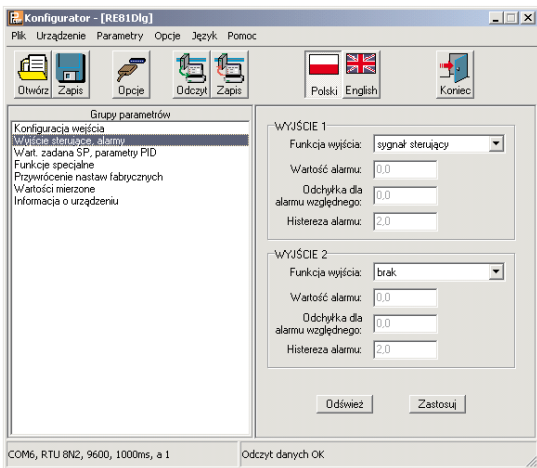 Konfigurator - [RE81Dlg]
Plik Urządzenie Parametry Opcje Język Pomoc
Otwórz Zapis Opcje Odczyt Zapis Polski English Koniec
Grupy parametrów
Konfiguracja wejścia
Wyjście sterujące, alarmy
Wart. zadana SP, parametry PID
Funkcje specjalne
Przywrócenie nastaw fabrycznych
Wartości mierzone
Informacja o urządzeniu
WYJŚCIE 1
Funkcja wyjścia: sygnał sterujący
Wartość alarmu: 0,0
Odchyłka dla
alarmu względnego: 0,0
Histereza alarmu: 2,0
WYJŚCIE 2
Funkcja wyjścia: brak
Wartość alarmu: 0,0
Odchyłka dla
alarmu względnego: 0,0
Histereza alarmu: 2,0
Odśwież Zastosuj
COM6, RTU 8N2, 9600, 1000ms, a 1 Odczyt danych OK